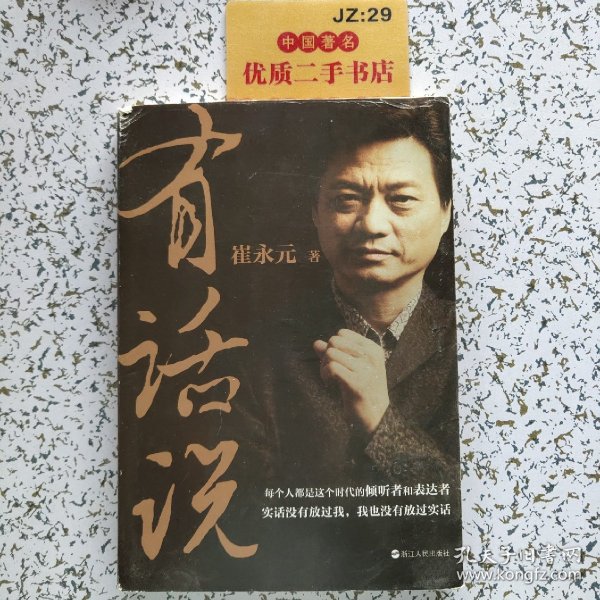 JZ:29
中国著名
优质二手书店
有话说
崔永元 著
每个人都是这个时代的倾听者和表达者
实话没有放过我，我也没有放过实话
浙江人民出版社
孔夫子旧书网
www.kongfz.com